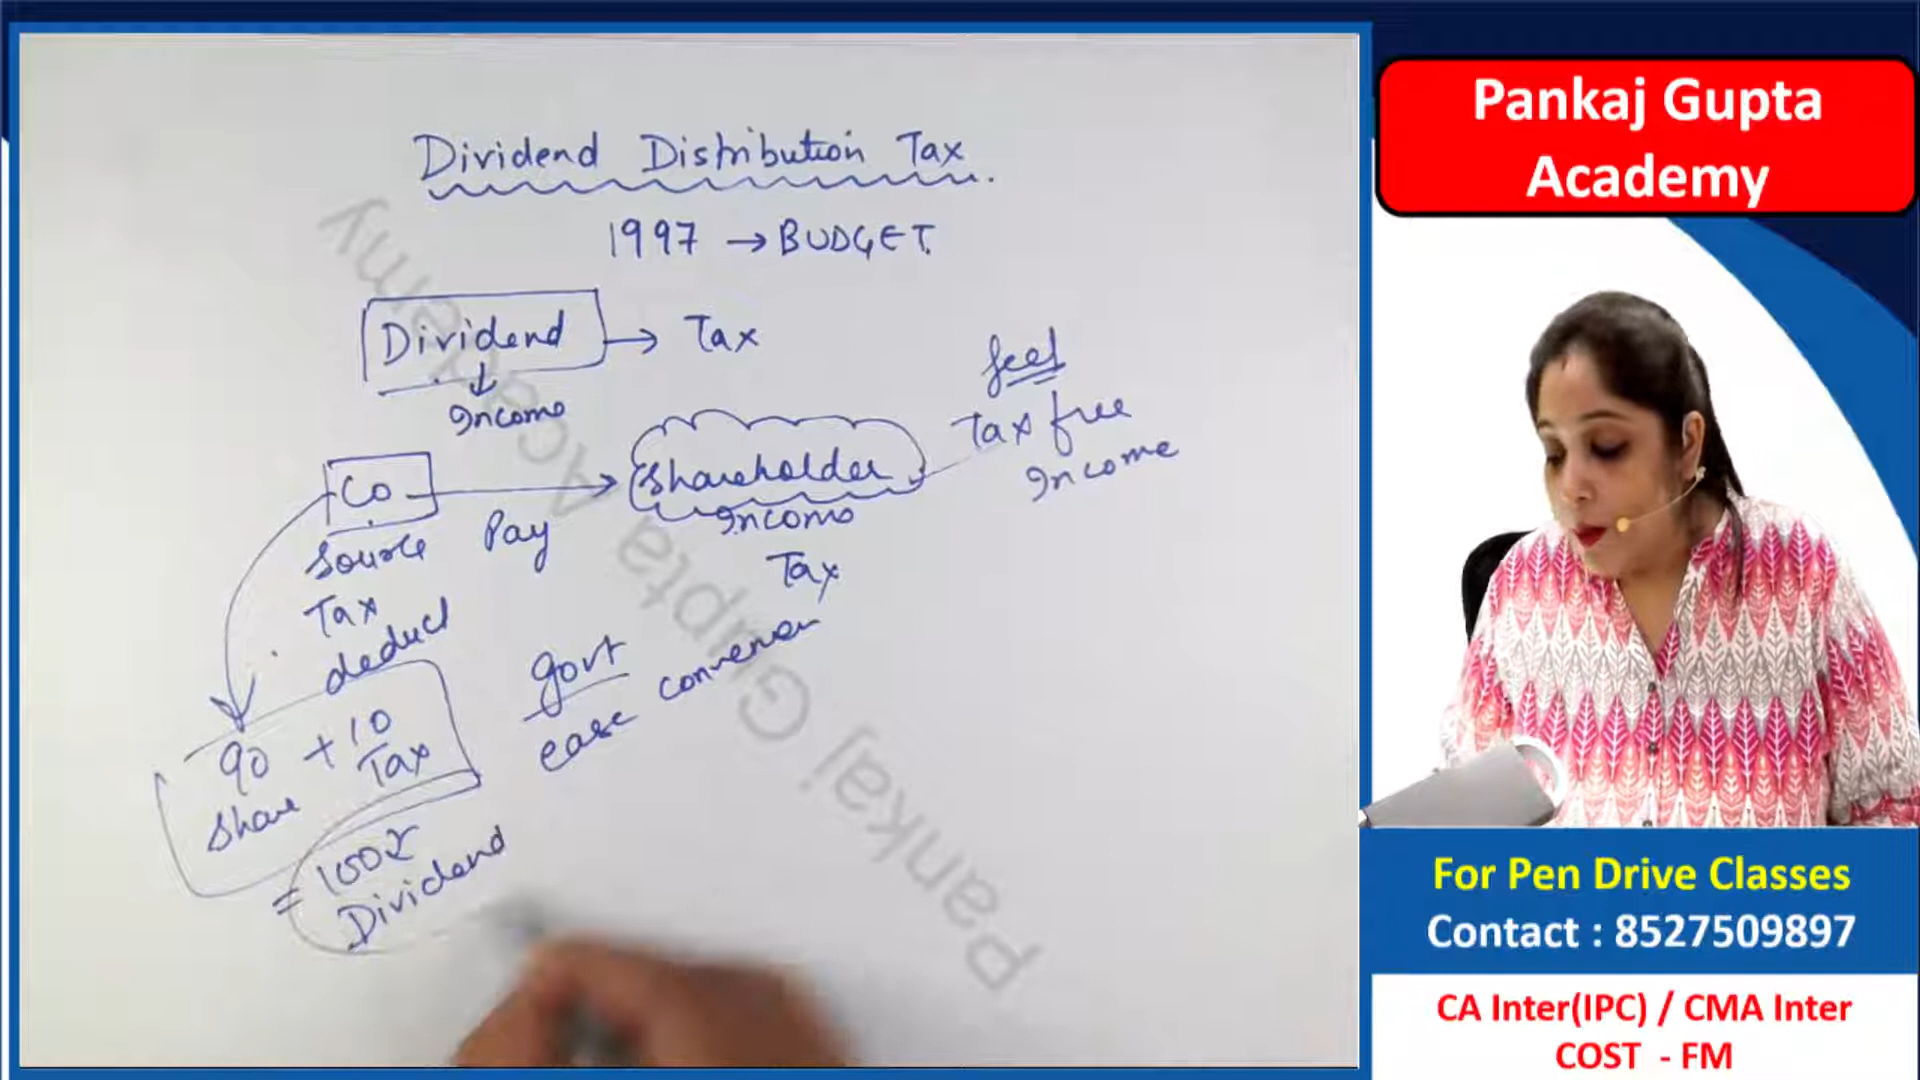 Dividend Distribution Tax
1997 → BUDGET.
Dividend → Tax
↓
Income
feel
Tax free
Income
Co → Shareholder
Pay
Income
Tax
Source
Tax
deduct
govt
ease
90 + 10
Share Tax
= 100
Dividend
Pankaj Gupta Academy
Pankaj Gupta
Academy
For Pen Drive Classes
Contact : 8527509897
CA Inter(IPC) / CMA Inter
COST - FM